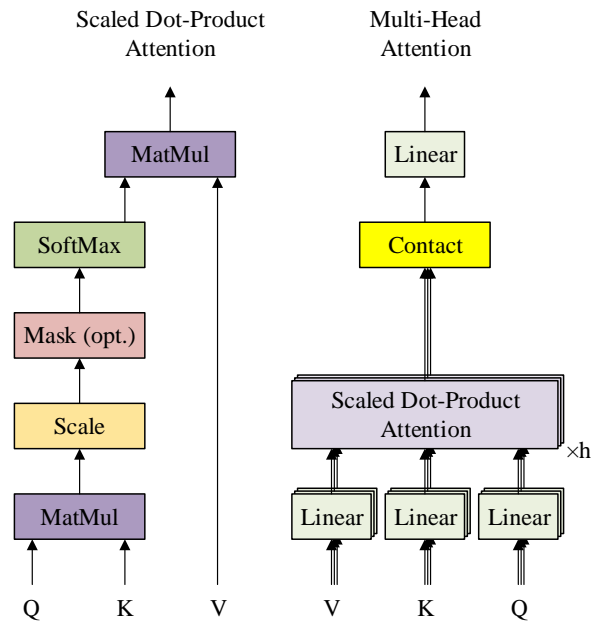 Scaled Dot-Product
Attention
MatMul
SoftMax
Mask (opt.)
Scale
MatMul
Q
K
V
Multi-Head
Attention
Linear
Contact
Scaled Dot-Product
Attention
×h
Linear
Linear
Linear
V
K
Q